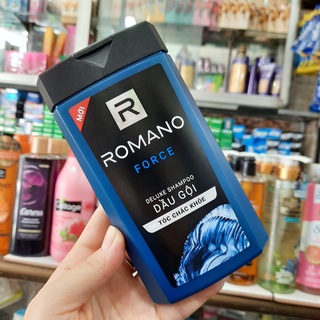 MỚI
R
ROMANO
FORCE
DELUXE SHAMPOO
DẦU GỘI
TÓC CHẮC KHỎE